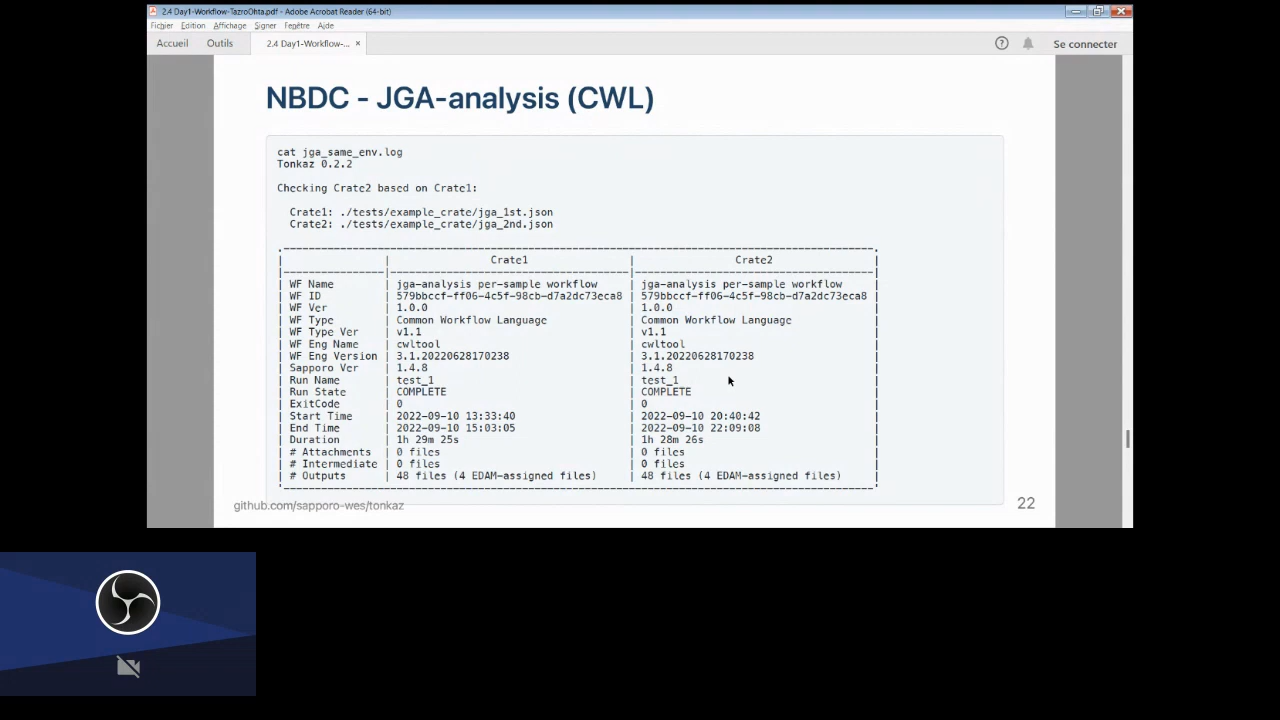 2.4 Day1-Workflow-TazroOhta.pdf - Adobe Acrobat Reader (64-bit)
Fichier Edition Affichage Signer Fenêtre Aide
Accueil Outils 2.4 Day1-Workflow-... × ? Se connecter
NBDC - JGA-analysis (CWL)
cat jga_same_env.log
Tonkaz 0.2.2
Checking Crate2 based on Crate1:
Crate1: ./tests/example_crate/jga_1st.json
Crate2: ./tests/example_crate/jga_2nd.json
| | Crate1 | Crate2 |
| WF Name | jga-analysis per-sample workflow | jga-analysis per-sample workflow |
| WF ID | 579bbccf-ff06-4c5f-98cb-d7a2dc73eca8 | 579bbccf-ff06-4c5f-98cb-d7a2dc73eca8 |
| WF Ver | 1.0.0 | 1.0.0 |
| WF Type | Common Workflow Language | Common Workflow Language |
| WF Type Ver | v1.1 | v1.1 |
| WF Eng Name | cwltool | cwltool |
| WF Eng Version | 3.1.20220628170238 | 3.1.20220628170238 |
| Sapporo Ver | 1.4.8 | 1.4.8 |
| Run Name | test_1 | test_1 |
| Run State | COMPLETE | COMPLETE |
| ExitCode | 0 | 0 |
| Start Time | 2022-09-10 13:33:40 | 2022-09-10 20:40:42 |
| End Time | 2022-09-10 15:03:05 | 2022-09-10 22:09:08 |
| Duration | 1h 29m 25s | 1h 28m 26s |
| # Attachments | 0 files | 0 files |
| # Intermediate | 0 files | 0 files |
| # Outputs | 48 files (4 EDAM-assigned files) | 48 files (4 EDAM-assigned files) |
github.com/sapporo-wes/tonkaz 22